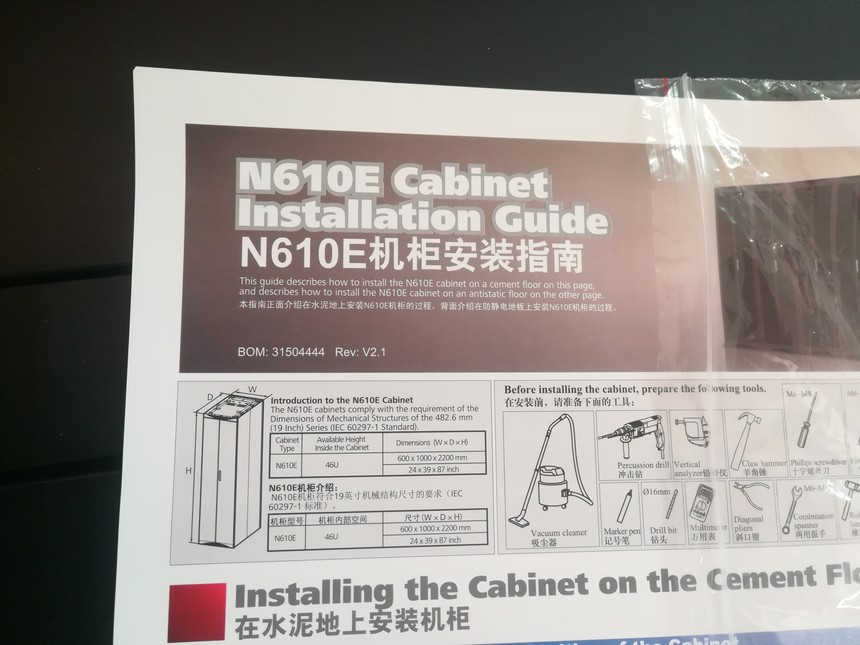 N610E Cabinet
Installation Guide
N610E机柜安装指南
This guide describes how to install the N610E cabinet on a cement floor on this page,
and describes how to install the N610E cabinet on an antistatic floor on the other page.
本指南正面介绍在水泥地上安装N610E机柜的过程，背面介绍在防静电地板上安装N610E机柜的过程。
BOM: 31504444 Rev: V2.1
D
W
H
Introduction to the N610E Cabinet
The N610E cabinets comply with the requirement of the
Dimensions of Mechanical Structures of the 482.6 mm
(19 Inch) Series (IEC 60297-1 Standard).
Cabinet Type
Available Height Inside the Cabinet
Dimensions (W×D×H)
N610E
46U
600 x 1000 x 2200 mm
24 x 39 x 87 inch
N610E机柜介绍：
N610E机柜符合19英寸机械结构尺寸的要求（IEC
60297-1 标准）。
机柜型号
机柜内部空间
尺寸(W×D×H)
N610E
46U
600 x 1000 x 2200 mm
24 x 39 x 87 inch
Before installing the cabinet, prepare the following tools.
在安装前，请准备下面的工具：
Vacuum cleaner
吸尘器
Percussion drill
冲击钻
Vertical
analyzer
Claw hammer
羊角锤
M6~M8
Phillips screwdriver
十字螺丝刀
M6
Marker pen
记号笔
Ø16mm
Drill bit
钻头
Multimeter
万用表
Diagonal
pliers
斜口钳
Combination
spanner
两用扳手
Installing the Cabinet on the Cement
在水泥地上安装机柜
of the Cabinet